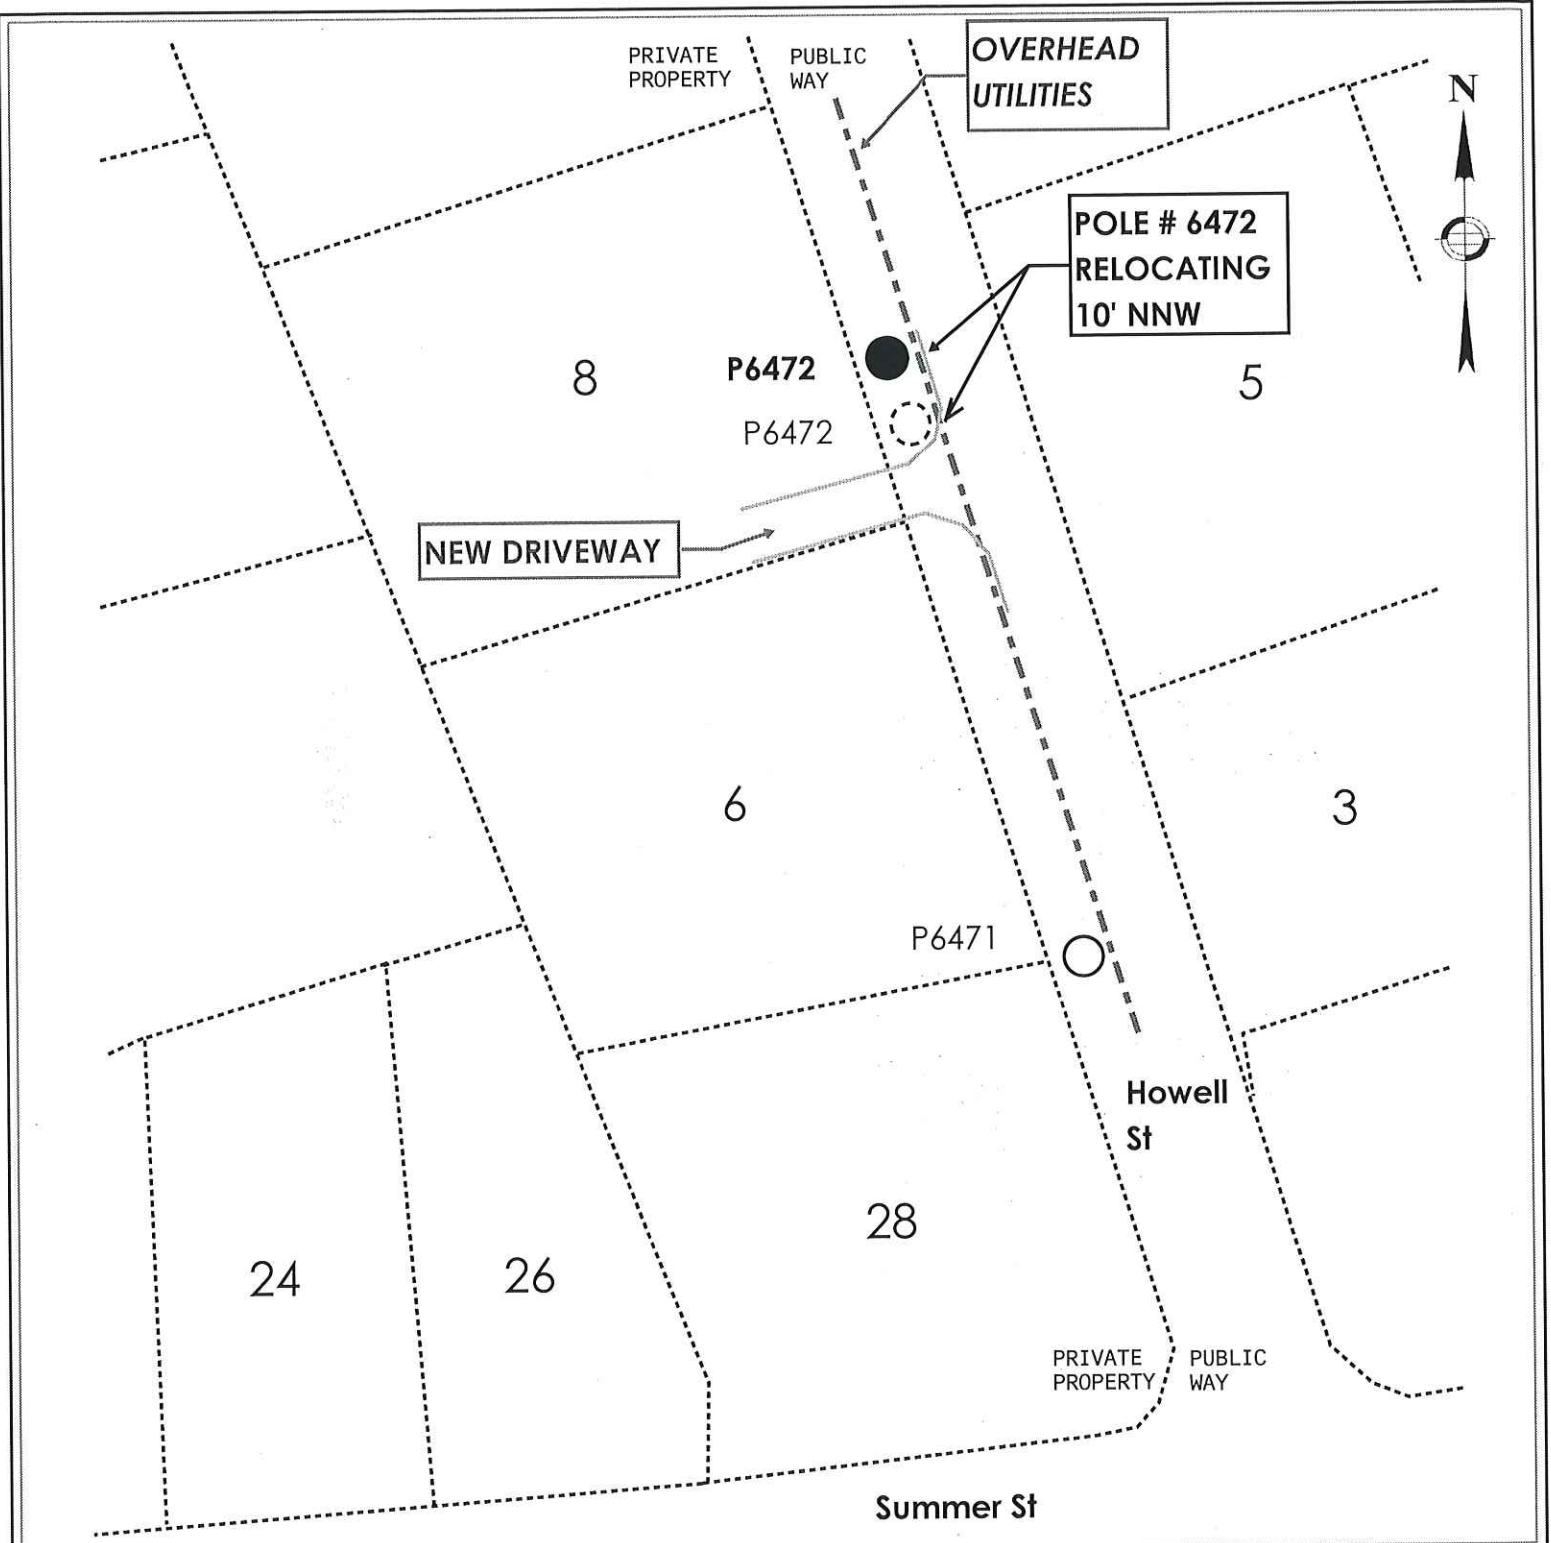 PRIVATE
PROPERTY
PUBLIC
WAY
OVERHEAD
UTILITIES
N
POLE # 6472
RELOCATING
10' NNW
8
P6472
P6472
5
NEW DRIVEWAY
6
3
P6471
Howell
St
28
24
26
PRIVATE
PROPERTY
PUBLIC
WAY
Summer St